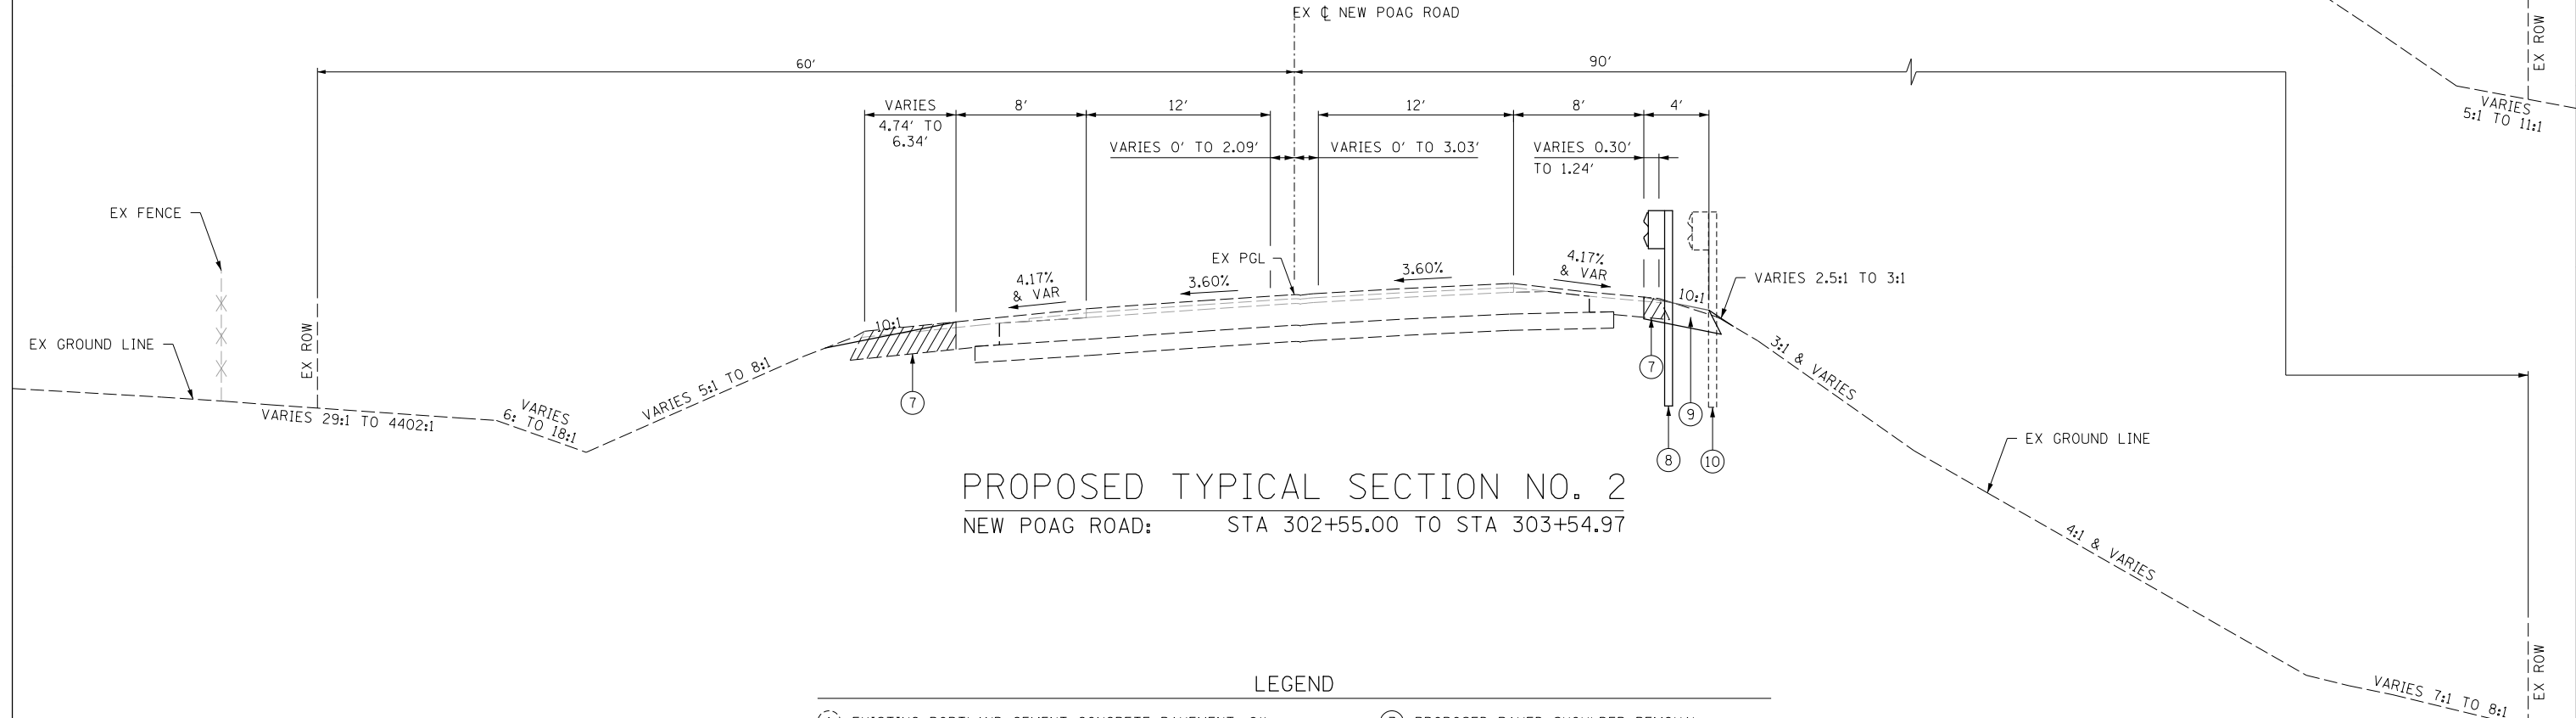 EX ℄ NEW POAG ROAD
EX ROW
60'
90'
VARIES
5:1 TO 11:1
VARIES
4.74' TO
6.34'
8'
12'
12'
8'
4'
VARIES 0' TO 2.09'
VARIES 0' TO 3.03'
VARIES 0.30'
TO 1.24'
EX FENCE
EX PGL
4.17%
& VAR
3.60%
3.60%
4.17%
& VAR
VARIES 2.5:1 TO 3:1
10:1
10:1
EX GROUND LINE
EX ROW
VARIES 29:1 TO 4402:1
VARIES
6: TO 18:1
VARIES 5:1 TO 8:1
7
7
9
8
10
3:1 & VARIES
EX GROUND LINE
4:1 & VARIES
VARIES 7:1 TO 8:1
EX ROW
PROPOSED TYPICAL SECTION NO. 2
NEW POAG ROAD: STA 302+55.00 TO STA 303+54.97
LEGEND